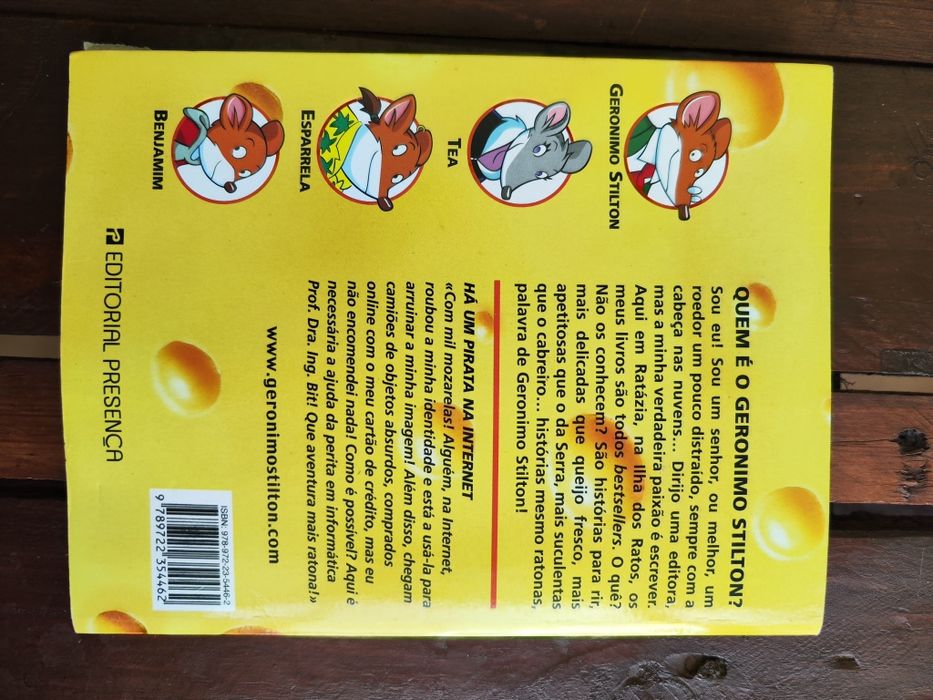 GERONIMO STILTON
TEA
ESPARRELA
BENJAMIM
QUEM É O GERONIMO STILTON?
Sou eu! Sou um senhor, ou melhor, um
roedor um pouco distraído, sempre com a
cabeça nas nuvens... Dirijo uma editora,
mas a minha verdadeira paixão é escrever.
Aqui em Ratázia, na Ilha dos Ratos, os
meus livros são todos bestsellers. O quê?
Não os conhecem? São histórias para rir,
mais delicadas que queijo fresco, mais
apetitosas que o da Serra, mais suculentas
que o cabreiro... histórias mesmo ratonas,
palavra de Geronimo Stilton!
HÁ UM PIRATA NA INTERNET
«Com mil mozarelas! Alguém, na Internet,
roubou a minha identidade e está a usá-la para
arruinar a minha imagem! Além disso, chegam
camiões de objetos absurdos, comprados
online com o meu cartão de crédito, mas eu
não encomendei nada! Como é possível? Aqui é
necessária a ajuda da perita em informática
Prof. Dra. Ing. Bit! Que aventura mais ratona!»
www.geronimostilton.com
EDITORIAL PRESENÇA
ISBN: 978-972-23-5446-2
9 789722 354462